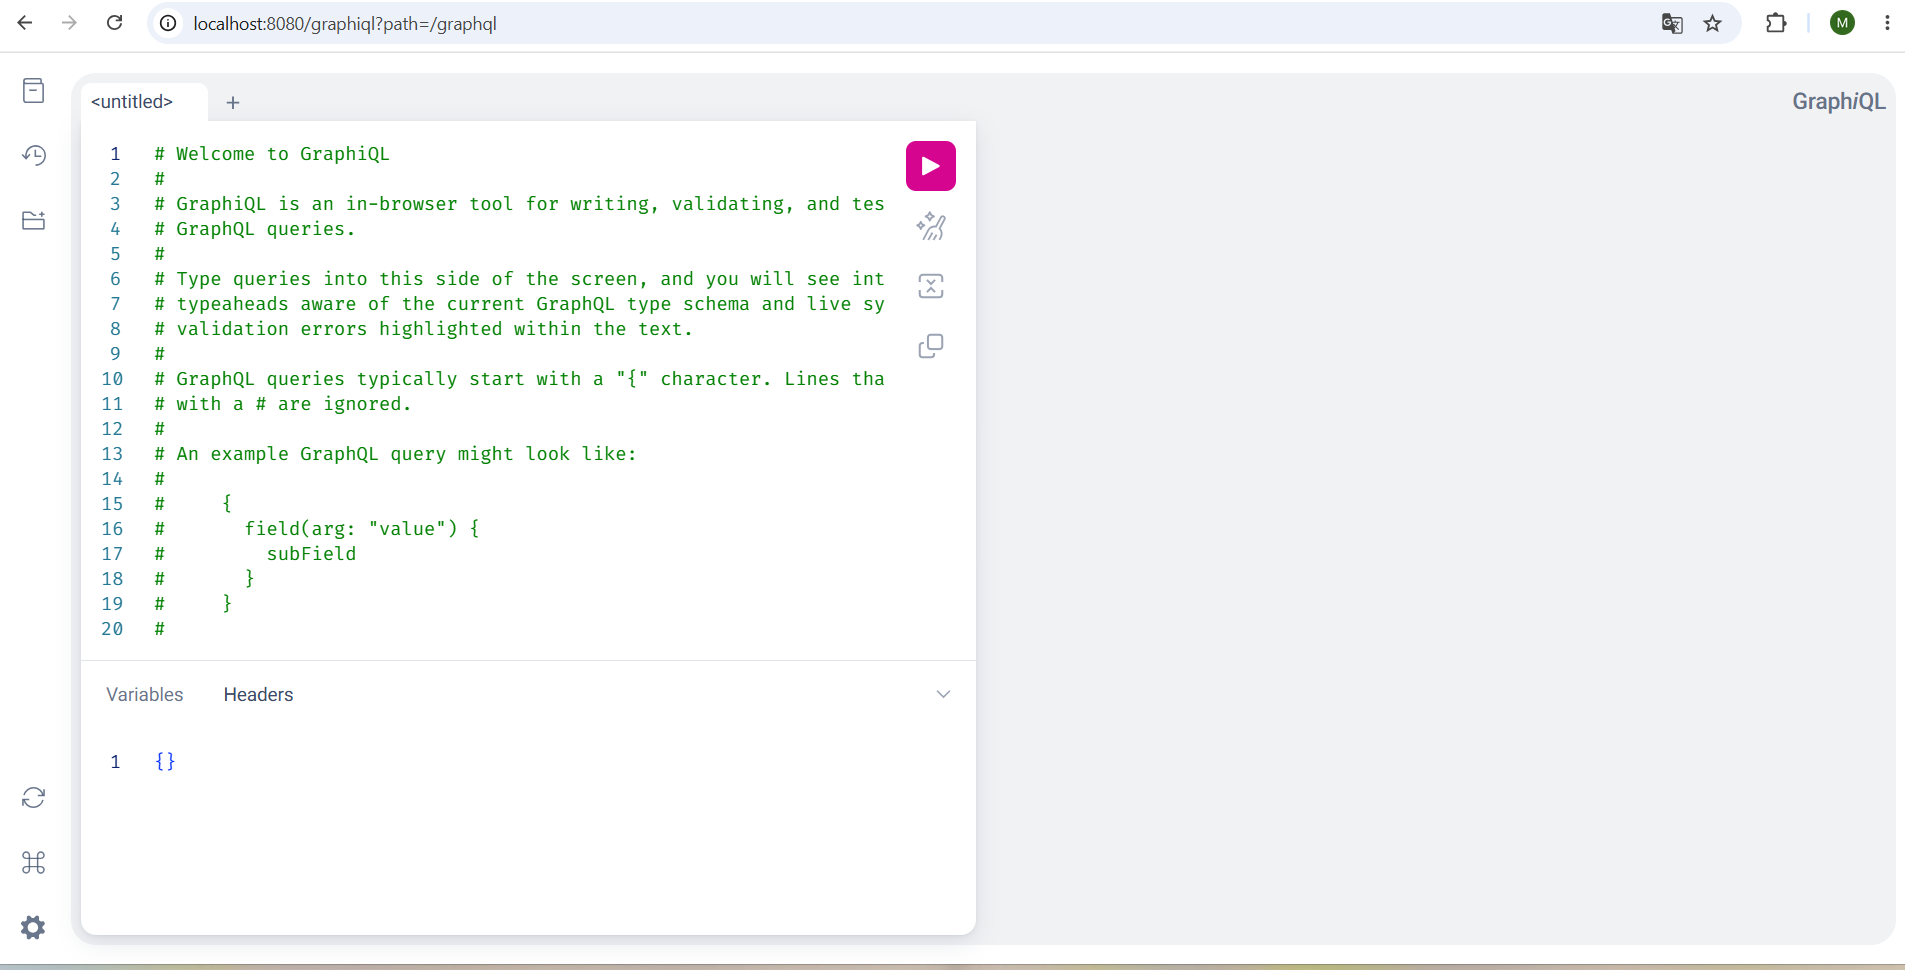 localhost:8080/graphiql?path=/graphql
M
<untitled>
+
GraphiQL
1 # Welcome to GraphiQL
2 #
3 # GraphiQL is an in-browser tool for writing, validating, and tes
4 # GraphQL queries.
5 #
6 # Type queries into this side of the screen, and you will see int
7 # typeaheads aware of the current GraphQL type schema and live sy
8 # validation errors highlighted within the text.
9 #
10 # GraphQL queries typically start with a "{" character. Lines tha
11 # with a # are ignored.
12 #
13 # An example GraphQL query might look like:
14 #
15 #     {
16 #       field(arg: "value") {
17 #         subField
18 #       }
19 #     }
20 #
Variables Headers
1 {}